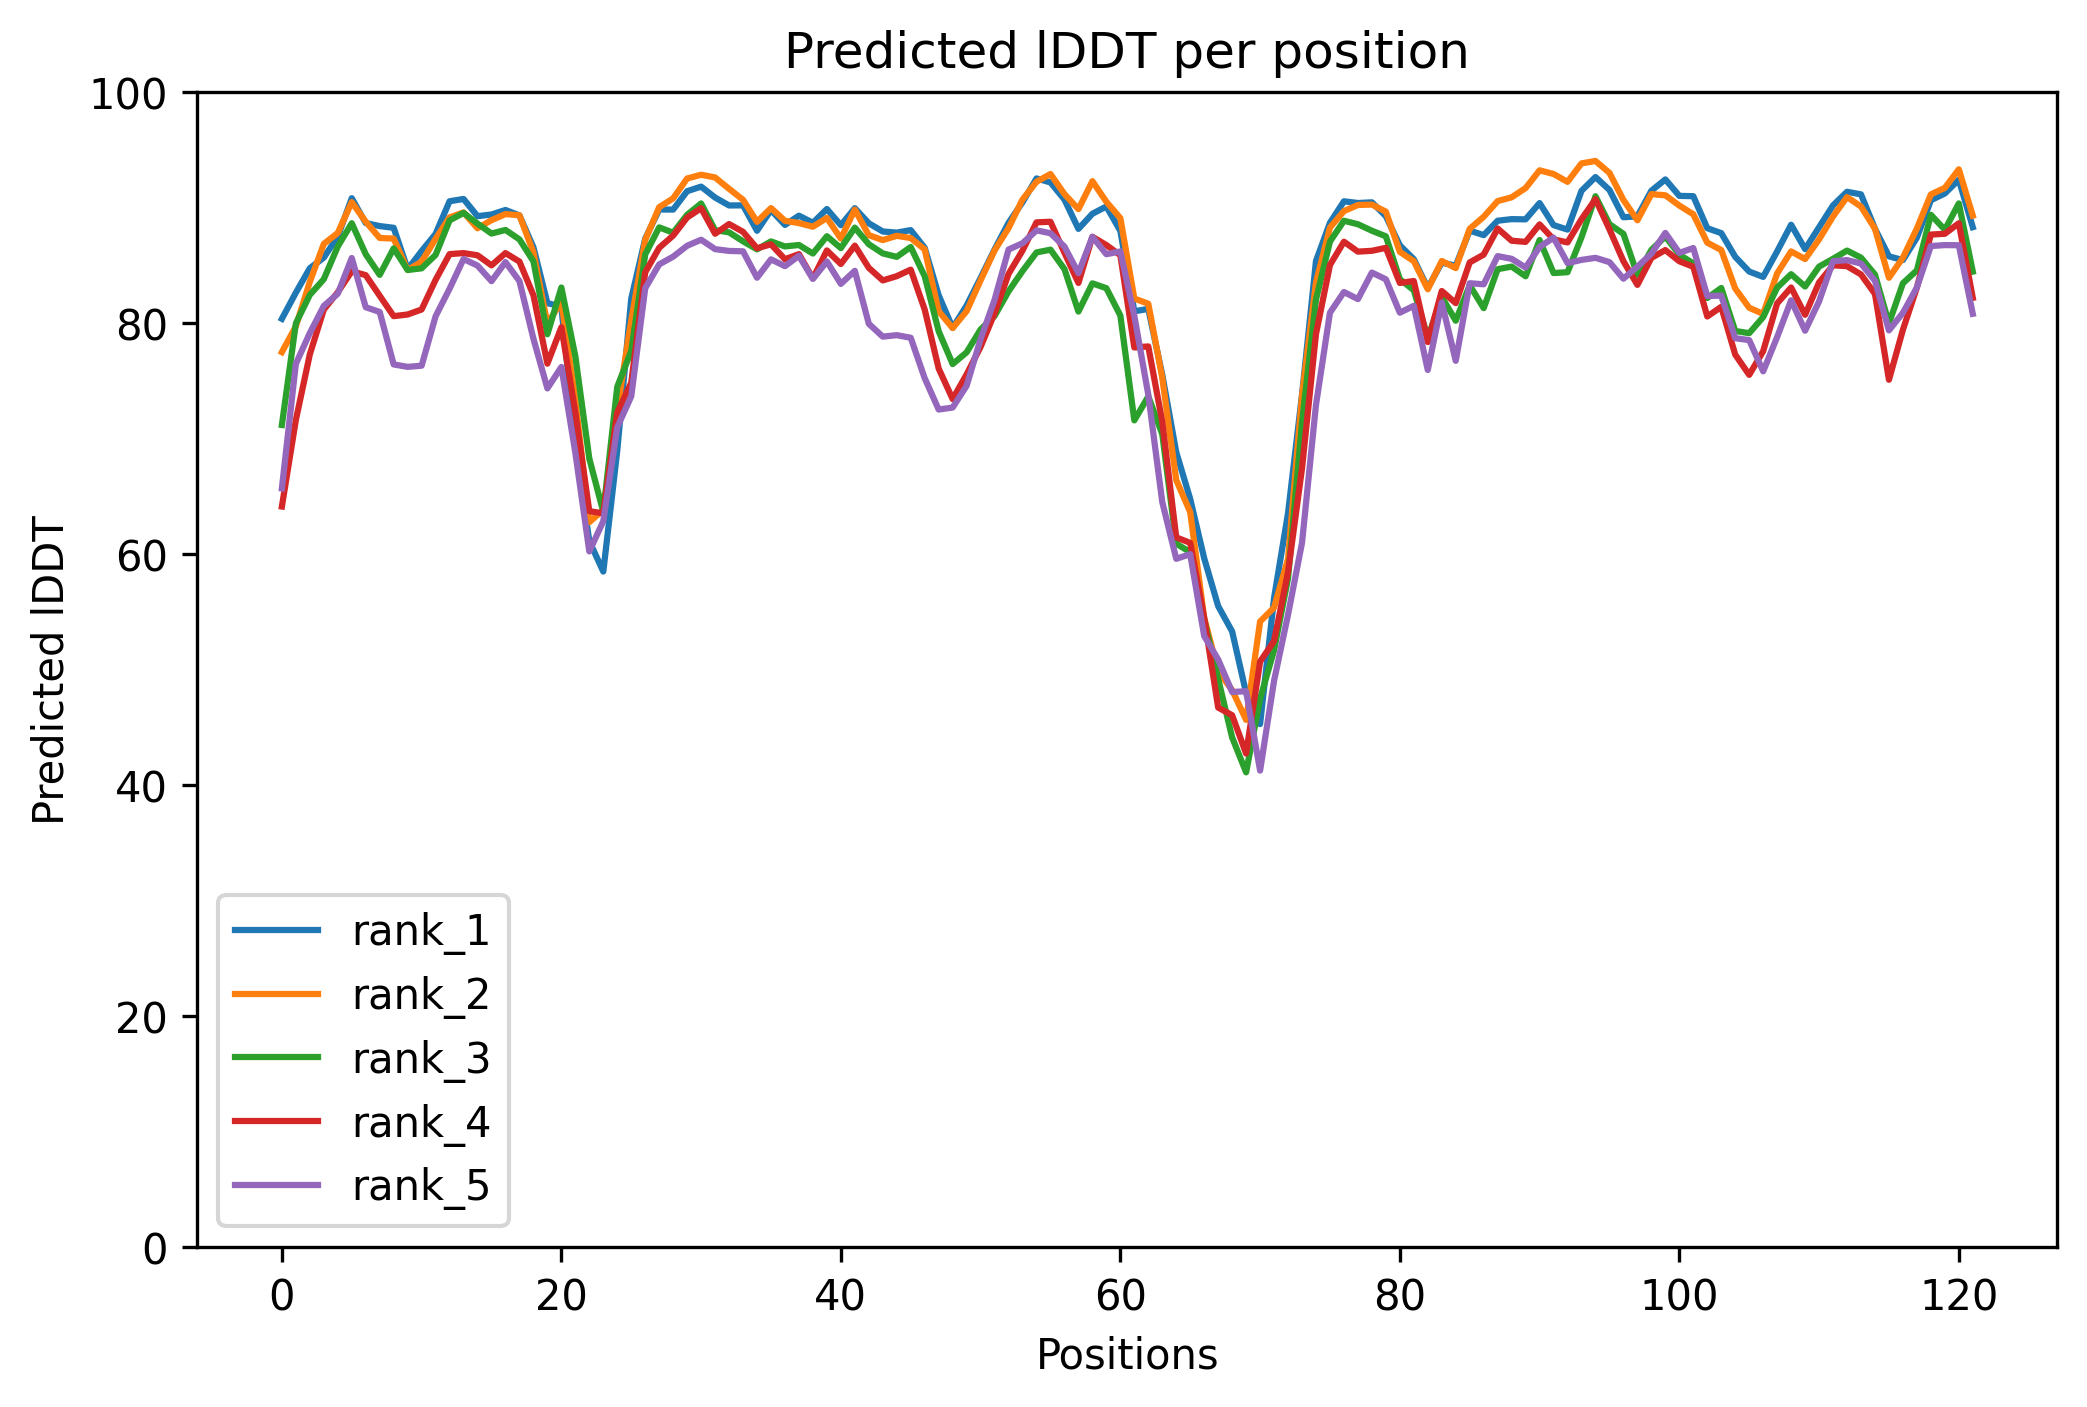 Predicted lDDT per position
100
80
60
40
20
0
Predicted lDDT
rank_1
rank_2
rank_3
rank_4
rank_5
0 20 40 60 80 100 120
Positions